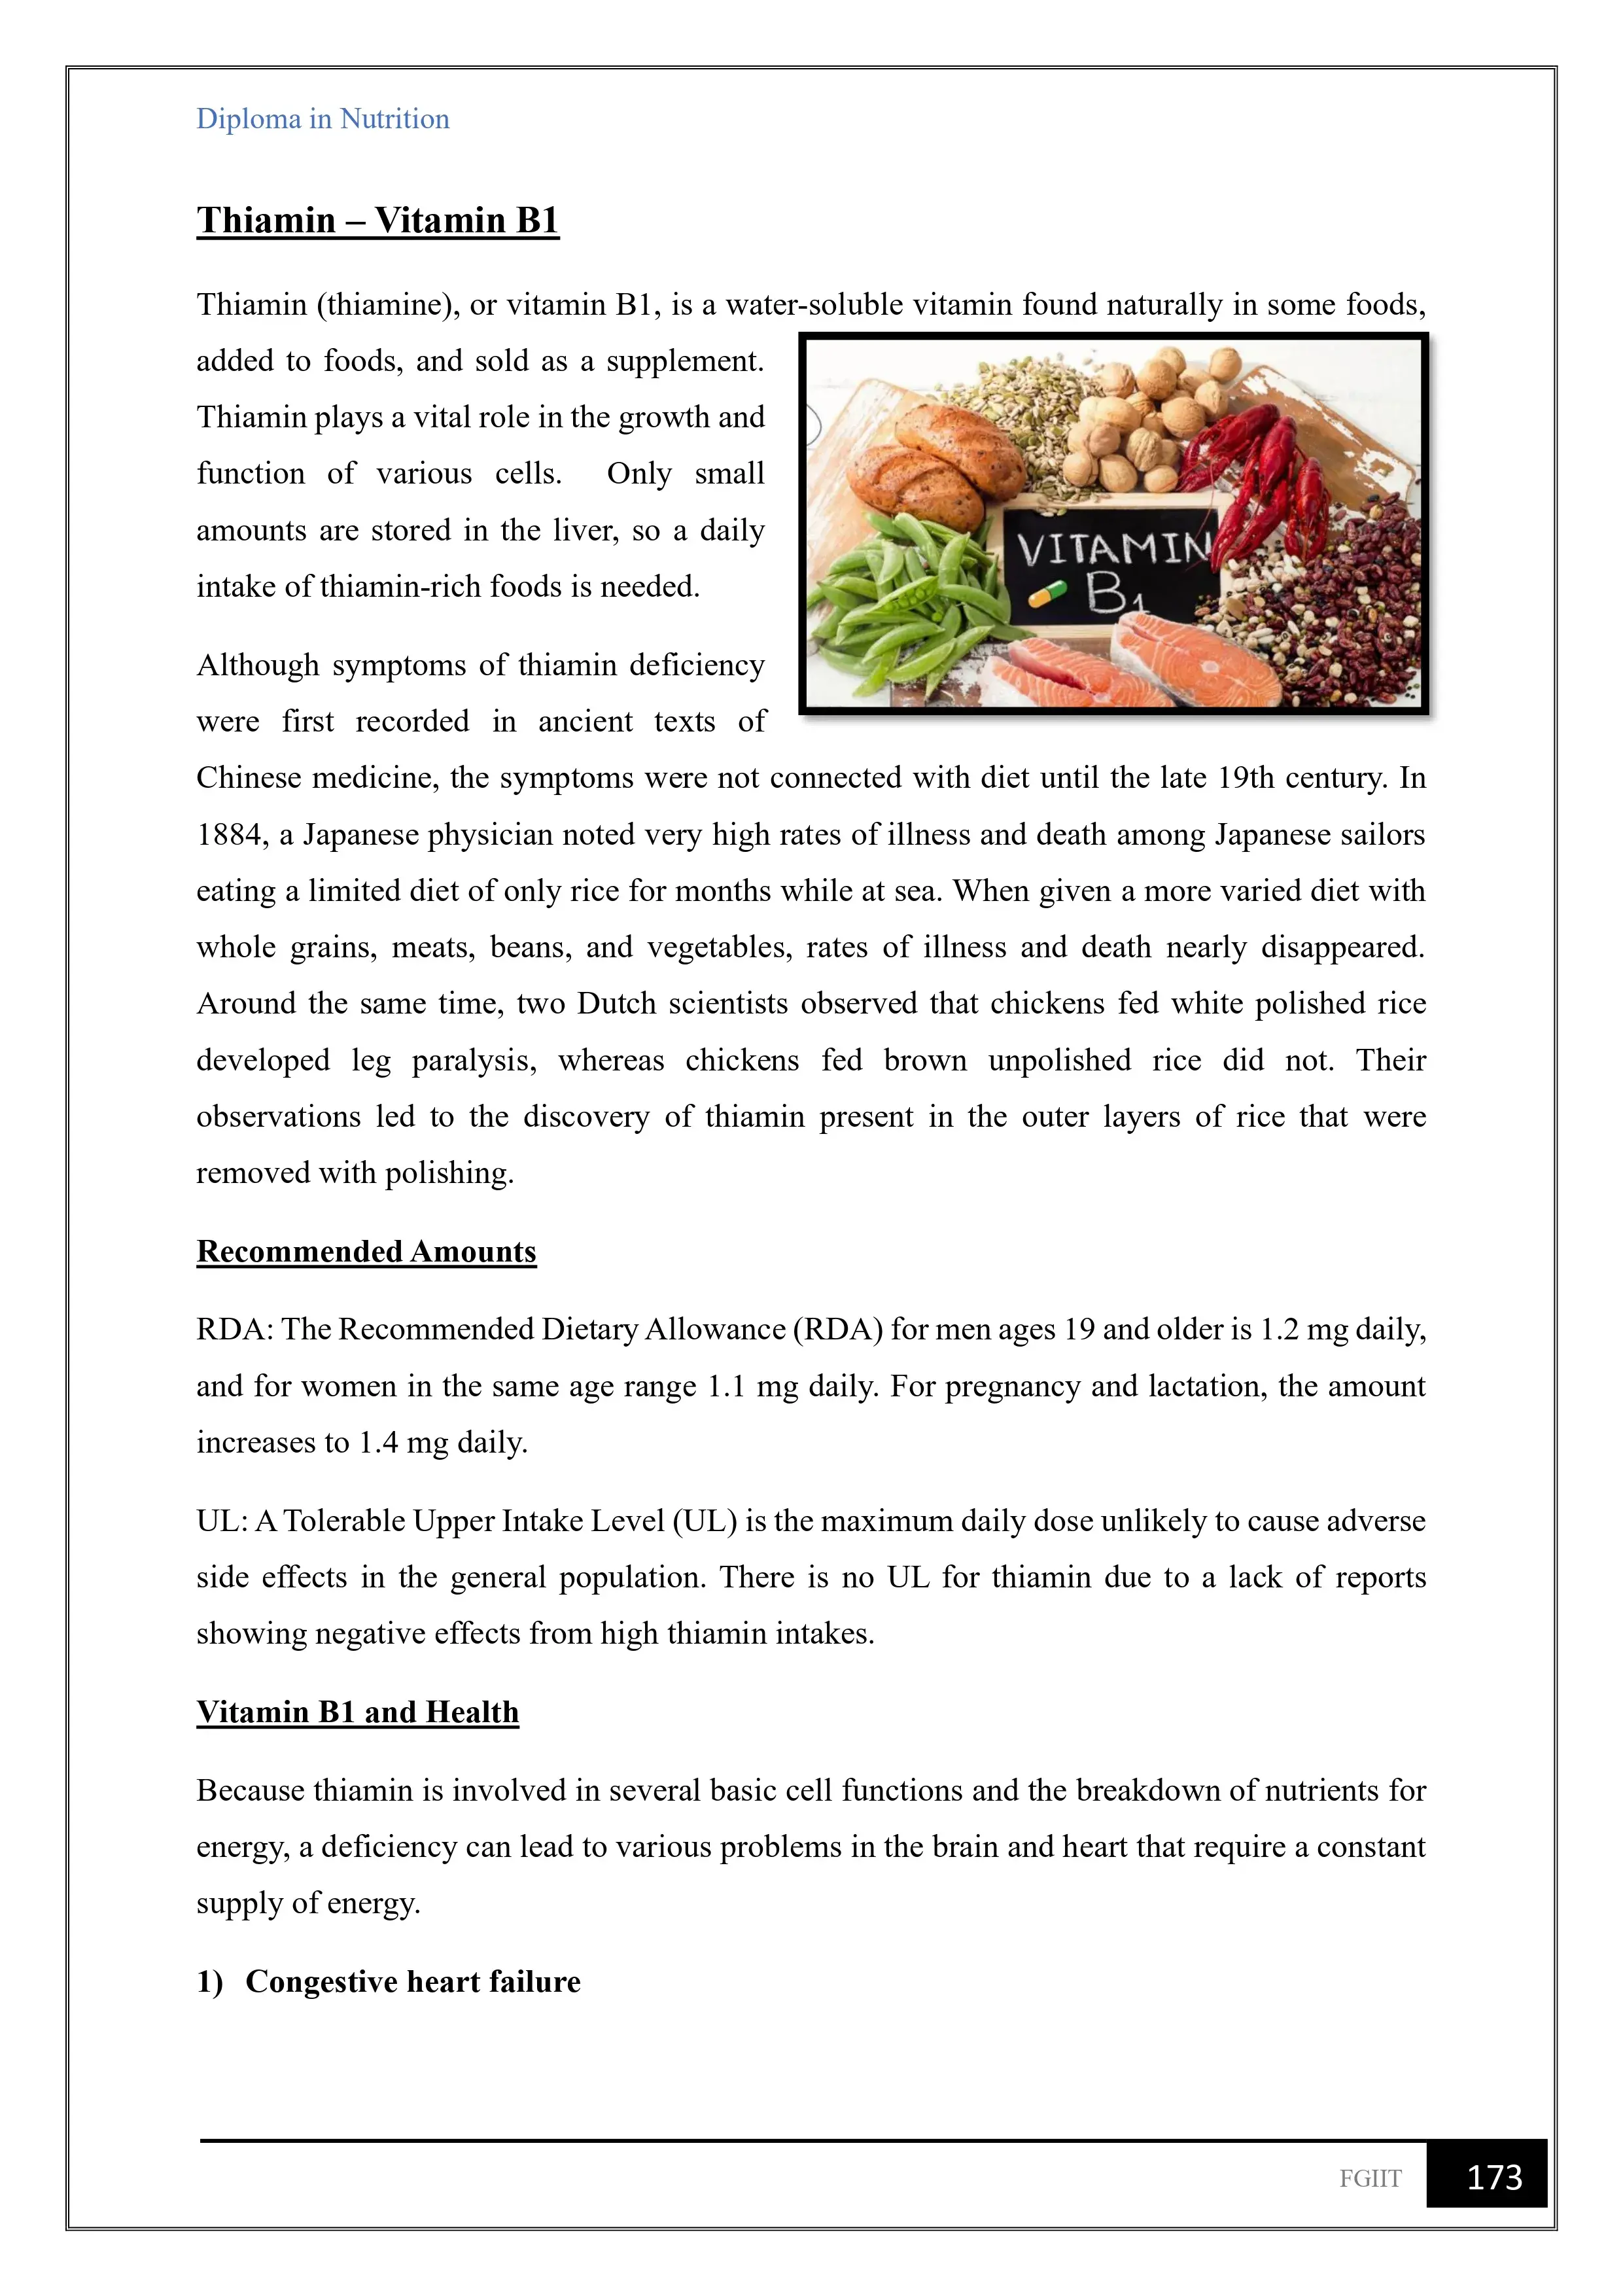 Diploma in Nutrition
Thiamin – Vitamin B1
Thiamin (thiamine), or vitamin B1, is a water-soluble vitamin found naturally in some foods,
added to foods, and sold as a supplement.
Thiamin plays a vital role in the growth and
function of various cells. Only small
amounts are stored in the liver, so a daily
intake of thiamin-rich foods is needed.
VITAMIN
B1
Although symptoms of thiamin deficiency
were first recorded in ancient texts of
Chinese medicine, the symptoms were not connected with diet until the late 19th century. In
1884, a Japanese physician noted very high rates of illness and death among Japanese sailors
eating a limited diet of only rice for months while at sea. When given a more varied diet with
whole grains, meats, beans, and vegetables, rates of illness and death nearly disappeared.
Around the same time, two Dutch scientists observed that chickens fed white polished rice
developed leg paralysis, whereas chickens fed brown unpolished rice did not. Their
observations led to the discovery of thiamin present in the outer layers of rice that were
removed with polishing.
Recommended Amounts
RDA: The Recommended Dietary Allowance (RDA) for men ages 19 and older is 1.2 mg daily,
and for women in the same age range 1.1 mg daily. For pregnancy and lactation, the amount
increases to 1.4 mg daily.
UL: A Tolerable Upper Intake Level (UL) is the maximum daily dose unlikely to cause adverse
side effects in the general population. There is no UL for thiamin due to a lack of reports
showing negative effects from high thiamin intakes.
Vitamin B1 and Health
Because thiamin is involved in several basic cell functions and the breakdown of nutrients for
energy, a deficiency can lead to various problems in the brain and heart that require a constant
supply of energy.
1) Congestive heart failure
FGIIT 173